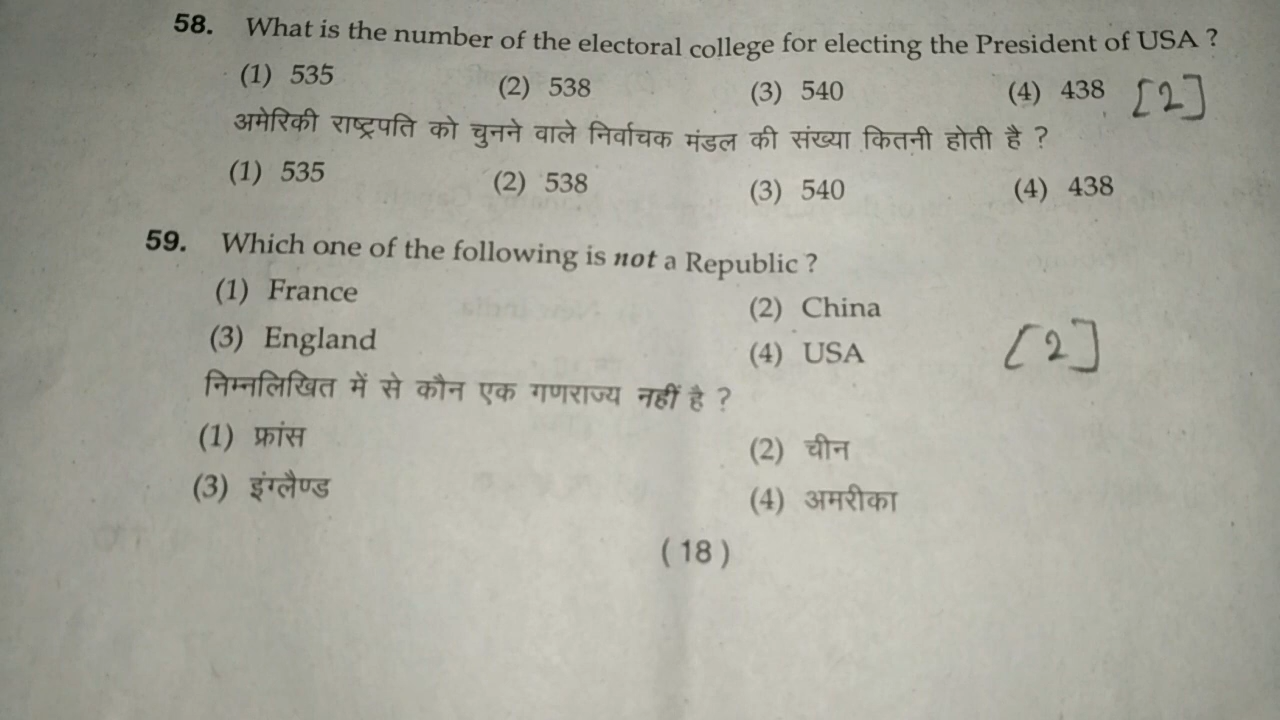 58. What is the number of the electoral college for electing the President of USA ?
(1) 535 (2) 538 (3) 540 (4) 438 [2]
अमेरिकी राष्ट्रपति को चुनने वाले निर्वाचक मंडल की संख्या कितनी होती है ?
(1) 535 (2) 538 (3) 540 (4) 438
59. Which one of the following is not a Republic ?
(1) France (2) China
(3) England (4) USA [2]
निम्नलिखित में से कौन एक गणराज्य नहीं है ?
(1) फ्रांस (2) चीन
(3) इंग्लैण्ड (4) अमरीका
( 18 )